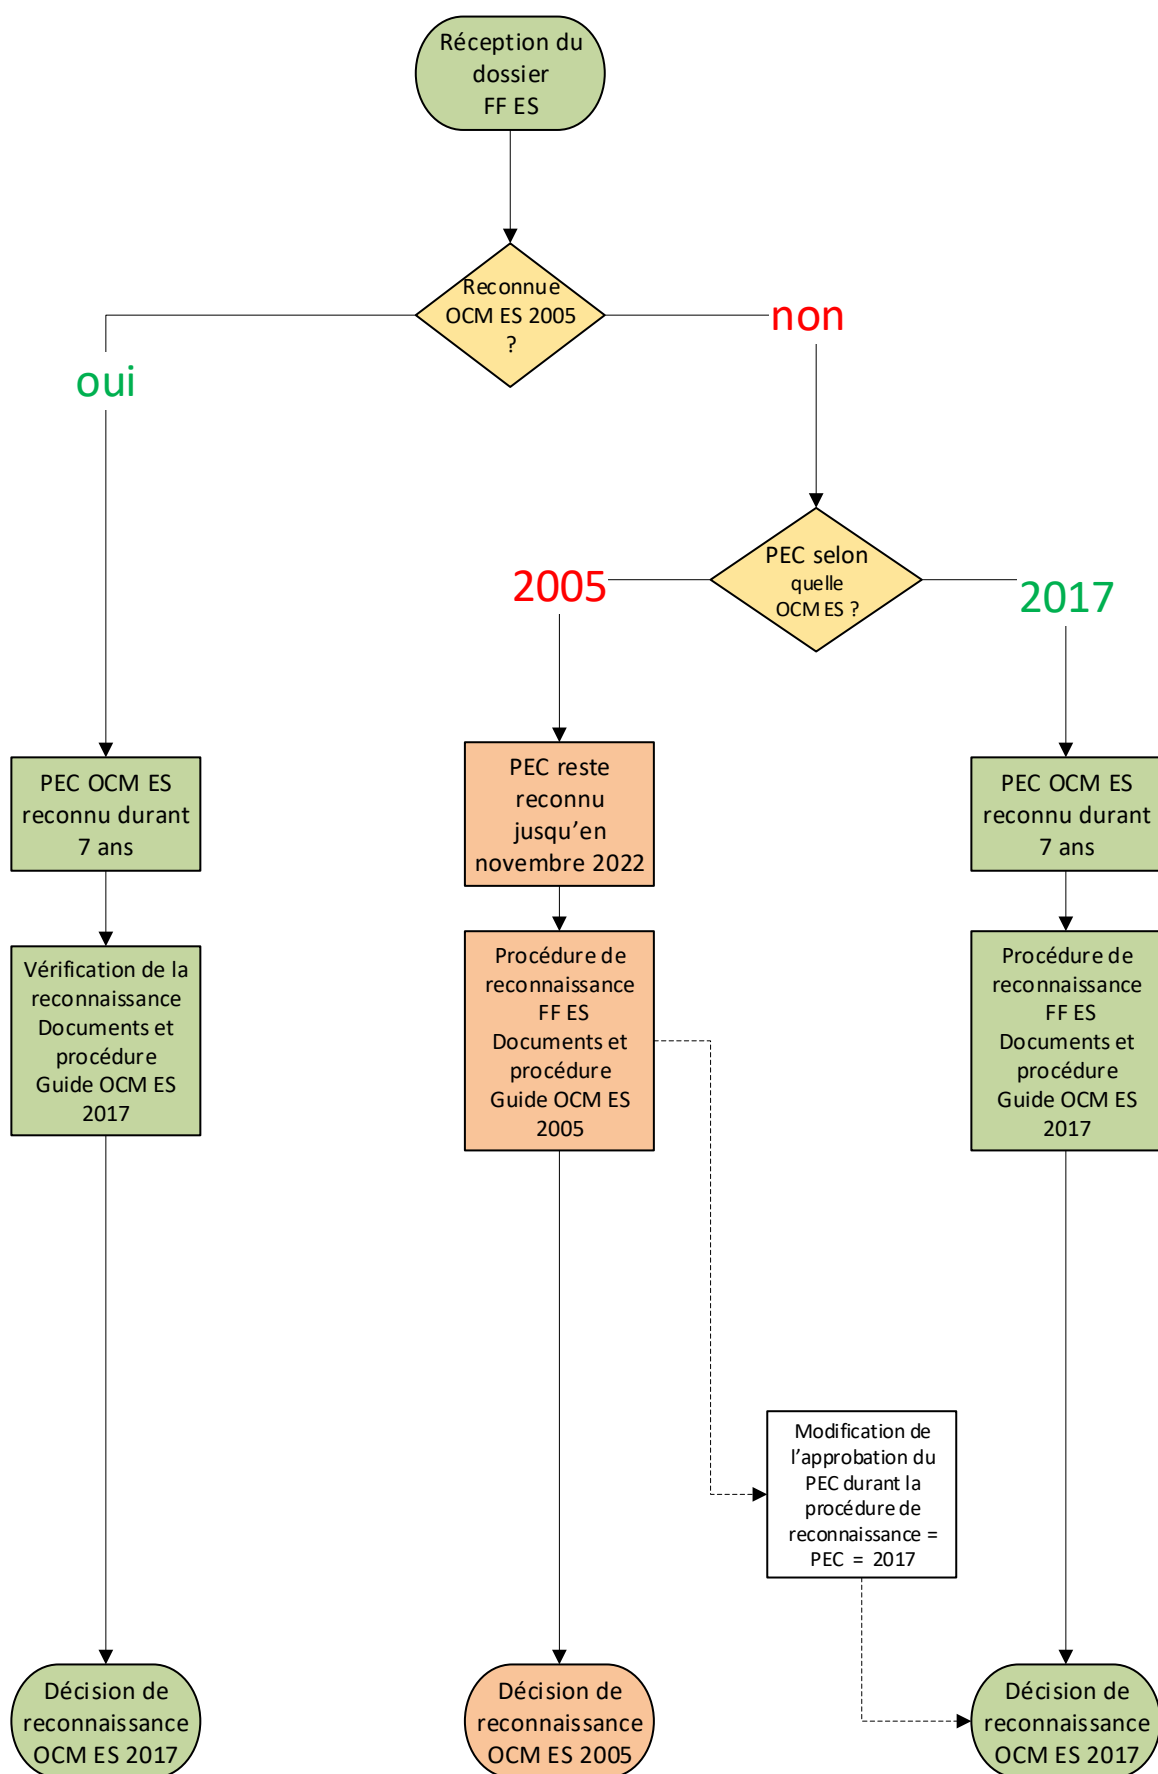 Réception du
dossier
FF ES
Reconnue
OCM ES 2005
?
non
oui
PEC selon
quelle
OCM ES ?
2005
2017
PEC OCM ES
reconnu durant
7 ans
PEC reste
reconnu
jusqu’en
novembre 2022
PEC OCM ES
reconnu durant
7 ans
Vérification de la
reconnaissance
Documents et
procédure
Guide OCM ES
2017
Procédure de
reconnaissance
FF ES
Documents et
procédure
Guide OCM ES
2005
Procédure de
reconnaissance
FF ES
Documents et
procédure
Guide OCM ES
2017
Modification de
l’approbation du
PEC durant la
procédure de
reconnaissance =
PEC = 2017
Décision de
reconnaissance
OCM ES 2017
Décision de
reconnaissance
OCM ES 2005
Décision de
reconnaissance
OCM ES 2017